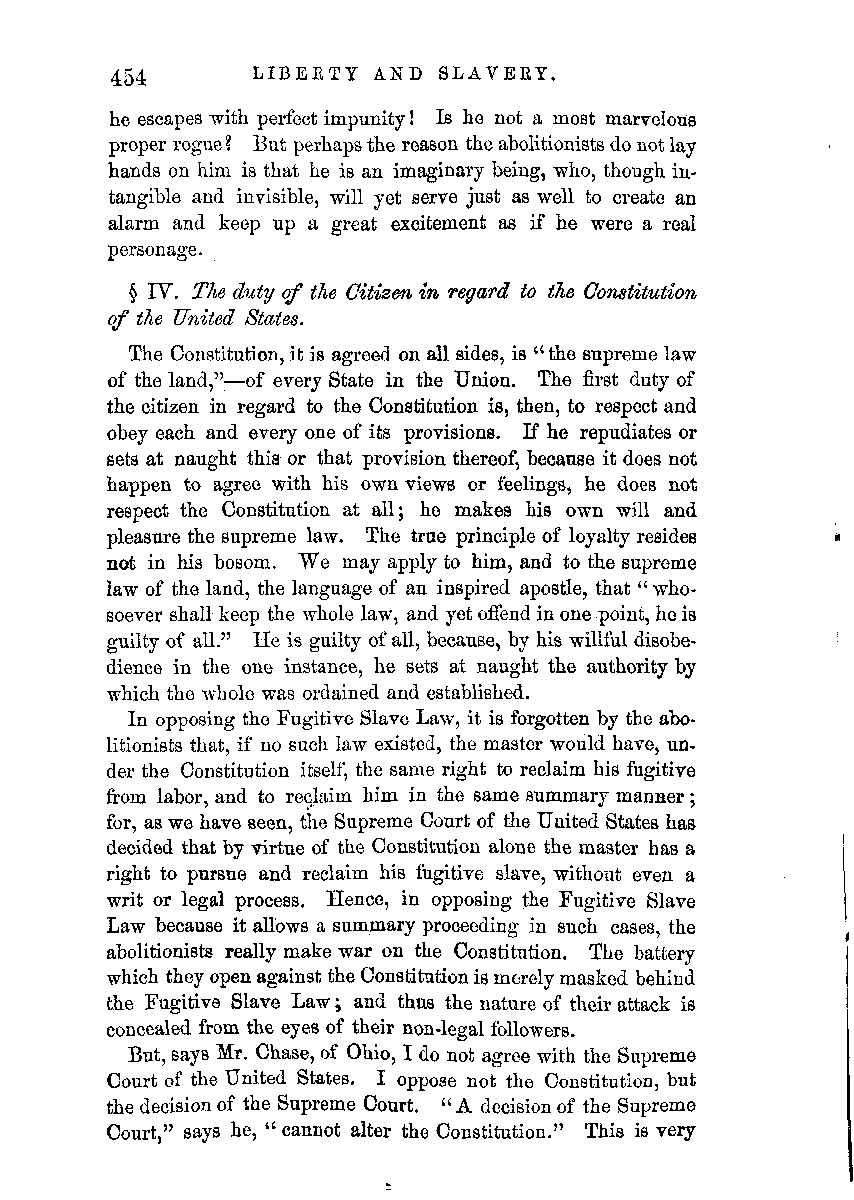 454 LIBERTY AND SLAVERY.
he escapes with perfect impunity! Is he not a most marvelous
proper rogue? But perhaps the reason the abolitionists do not lay
hands on him is that he is an imaginary being, who, though in-
tangible and invisible, will yet serve just as well to create an
alarm and keep up a great excitement as if he were a real
personage.
§ IV. The duty of the Citizen in regard to the Constitution
of the United States.
The Constitution, it is agreed on all sides, is “the supreme law
of the land,”—of every State in the Union. The first duty of
the citizen in regard to the Constitution is, then, to respect and
obey each and every one of its provisions. If he repudiates or
sets at naught this or that provision thereof, because it does not
happen to agree with his own views or feelings, he does not
respect the Constitution at all; he makes his own will and
pleasure the supreme law. The true principle of loyalty resides
not in his bosom. We may apply to him, and to the supreme
law of the land, the language of an inspired apostle, that “who-
soever shall keep the whole law, and yet offend in one point, he is
guilty of all.” He is guilty of all, because, by his willful disobe-
dience in the one instance, he sets at naught the authority by
which the whole was ordained and established.
In opposing the Fugitive Slave Law, it is forgotten by the abo-
litionists that, if no such law existed, the master would have, un-
der the Constitution itself, the same right to reclaim his fugitive
from labor, and to reclaim him in the same summary manner;
for, as we have seen, the Supreme Court of the United States has
decided that by virtue of the Constitution alone the master has a
right to pursue and reclaim his fugitive slave, without even a
writ or legal process. Hence, in opposing the Fugitive Slave
Law because it allows a summary proceeding in such cases, the
abolitionists really make war on the Constitution. The battery
which they open against the Constitution is merely masked behind
the Fugitive Slave Law; and thus the nature of their attack is
concealed from the eyes of their non-legal followers.
But, says Mr. Chase, of Ohio, I do not agree with the Supreme
Court of the United States. I oppose not the Constitution, but
the decision of the Supreme Court. “A decision of the Supreme
Court,” says he, “cannot alter the Constitution.” This is very